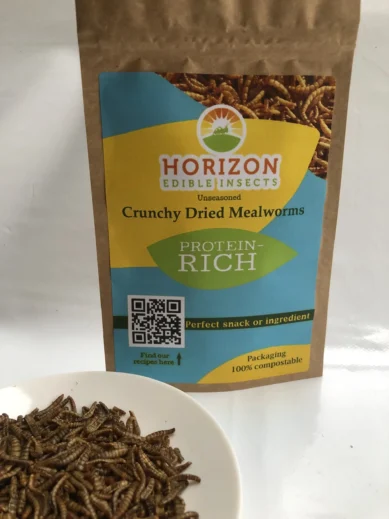 HORIZON
EDIBLE INSECTS
Unseasoned
Crunchy Dried Mealworms
PROTEIN-
RICH
Perfect snack or ingredient
Find our
recipes here
Packaging
100% compostable